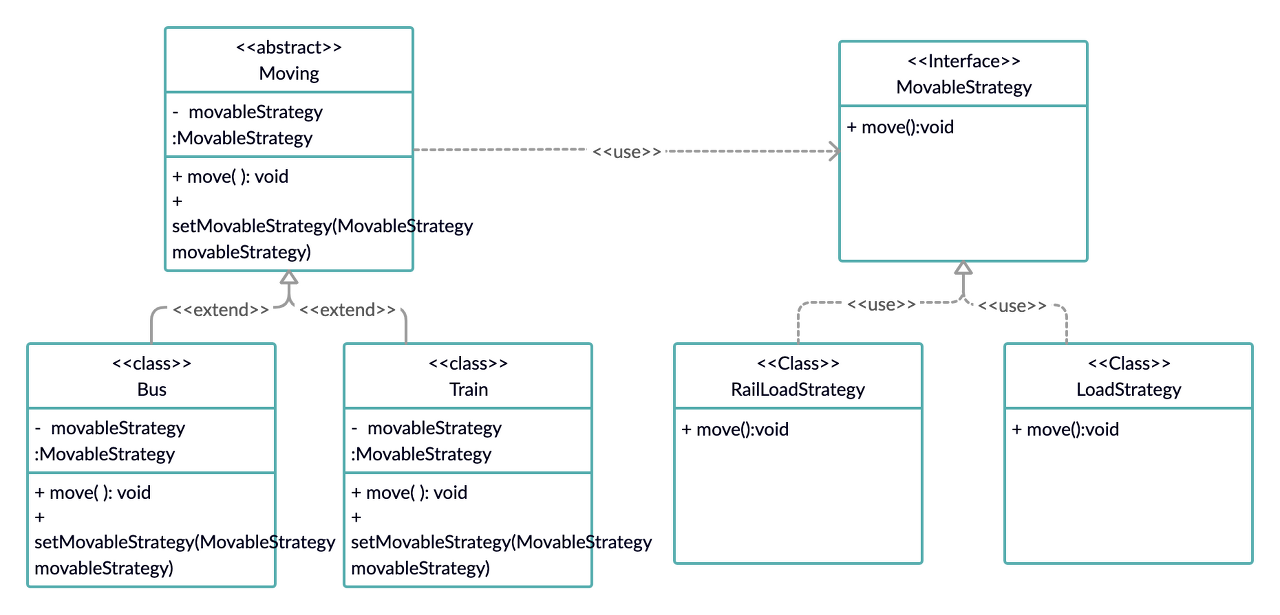 <<abstract>>
Moving
- movableStrategy
:MovableStrategy
+ move( ): void
+
setMovableStrategy(MovableStrategy
movableStrategy)
<<use>>
<<Interface>>
MovableStrategy
+ move():void
<<extend>>
<<extend>>
<<use>>
<<use>>
<<class>>
Bus
- movableStrategy
:MovableStrategy
+ move( ): void
+
setMovableStrategy(MovableStrategy
movableStrategy)
<<class>>
Train
- movableStrategy
:MovableStrategy
+ move( ): void
+
setMovableStrategy(MovableStrategy
movableStrategy)
<<Class>>
RailLoadStrategy
+ move():void
<<Class>>
LoadStrategy
+ move():void